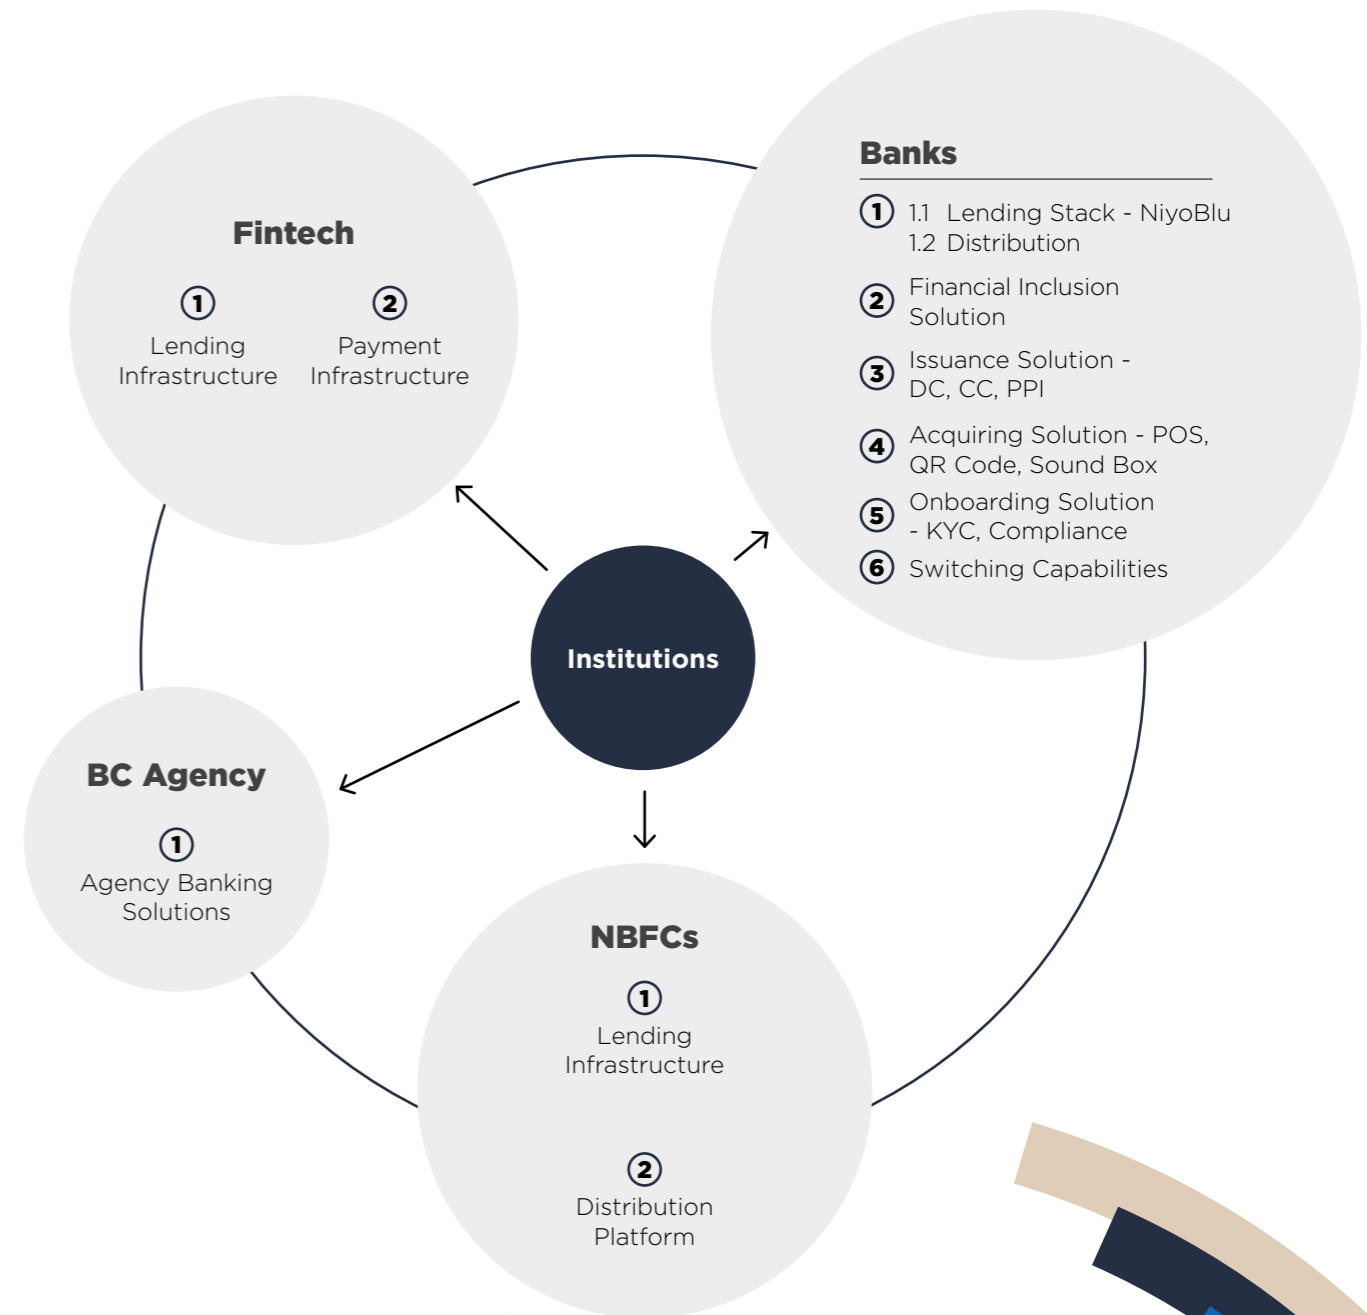 Banks
1 1.1 Lending Stack - NiyoBlu
1.2 Distribution
2 Financial Inclusion
Solution
3 Issuance Solution -
DC, CC, PPI
4 Acquiring Solution - POS,
QR Code, Sound Box
5 Onboarding Solution
- KYC, Compliance
6 Switching Capabilities
Fintech
1 2
Lending Payment
Infrastructure Infrastructure
Institutions
BC Agency
1
Agency Banking
Solutions
NBFCs
1
Lending
Infrastructure
2
Distribution
Platform